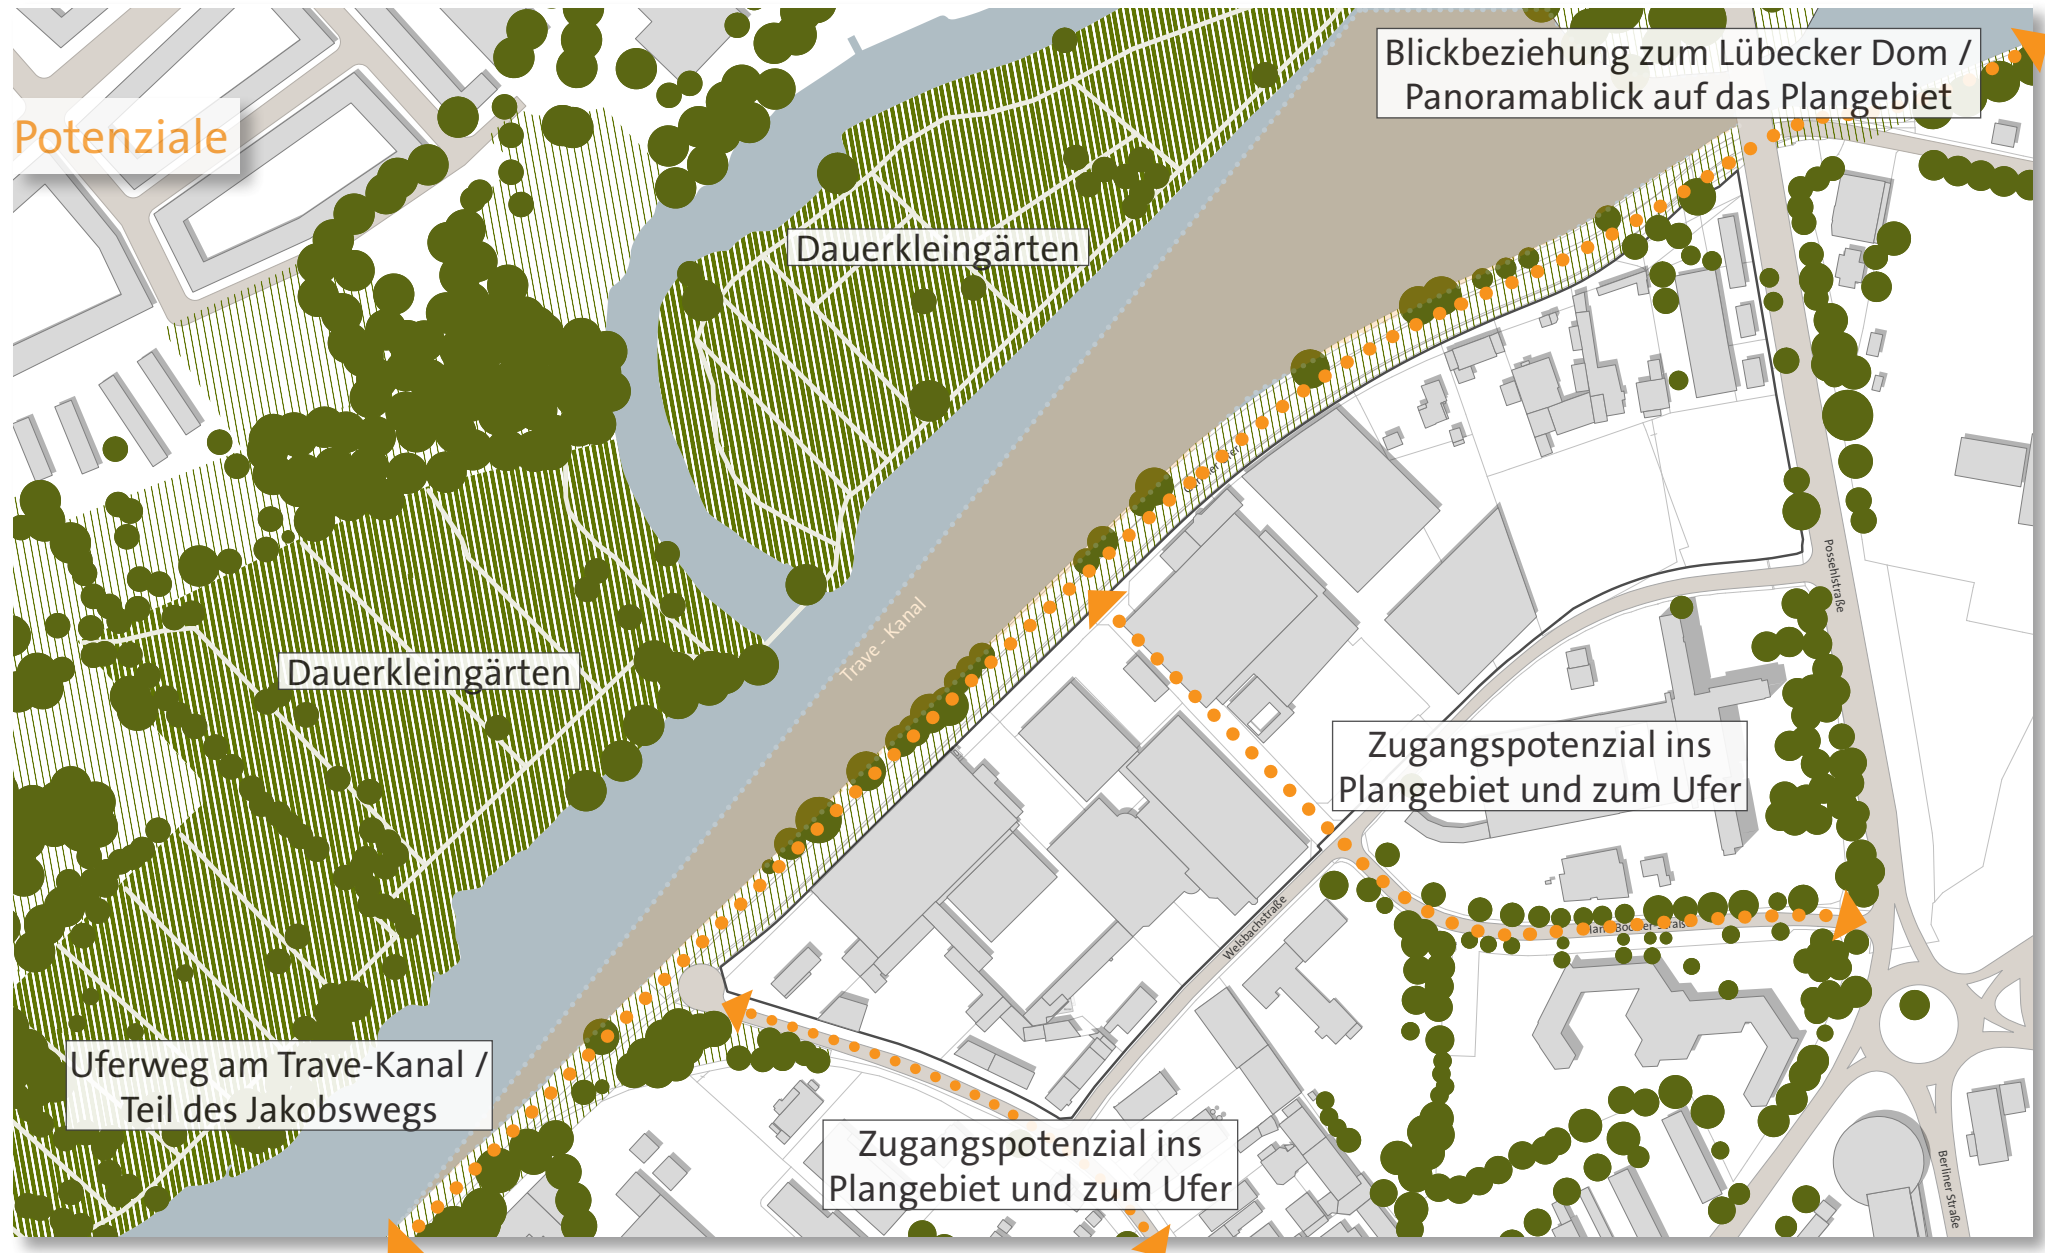 Blickbeziehung zum Lübecker Dom /
Panoramablick auf das Plangebiet
Potenziale
Dauerkleingärten
Possehlstraße
Trave - Kanal
Dauerkleingärten
Zugangspotenzial ins
Plangebiet und zum Ufer
Welsbachstraße
Uferweg am Trave-Kanal /
Teil des Jakobswegs
Zugangspotenzial ins
Plangebiet und zum Ufer
Berliner Straße